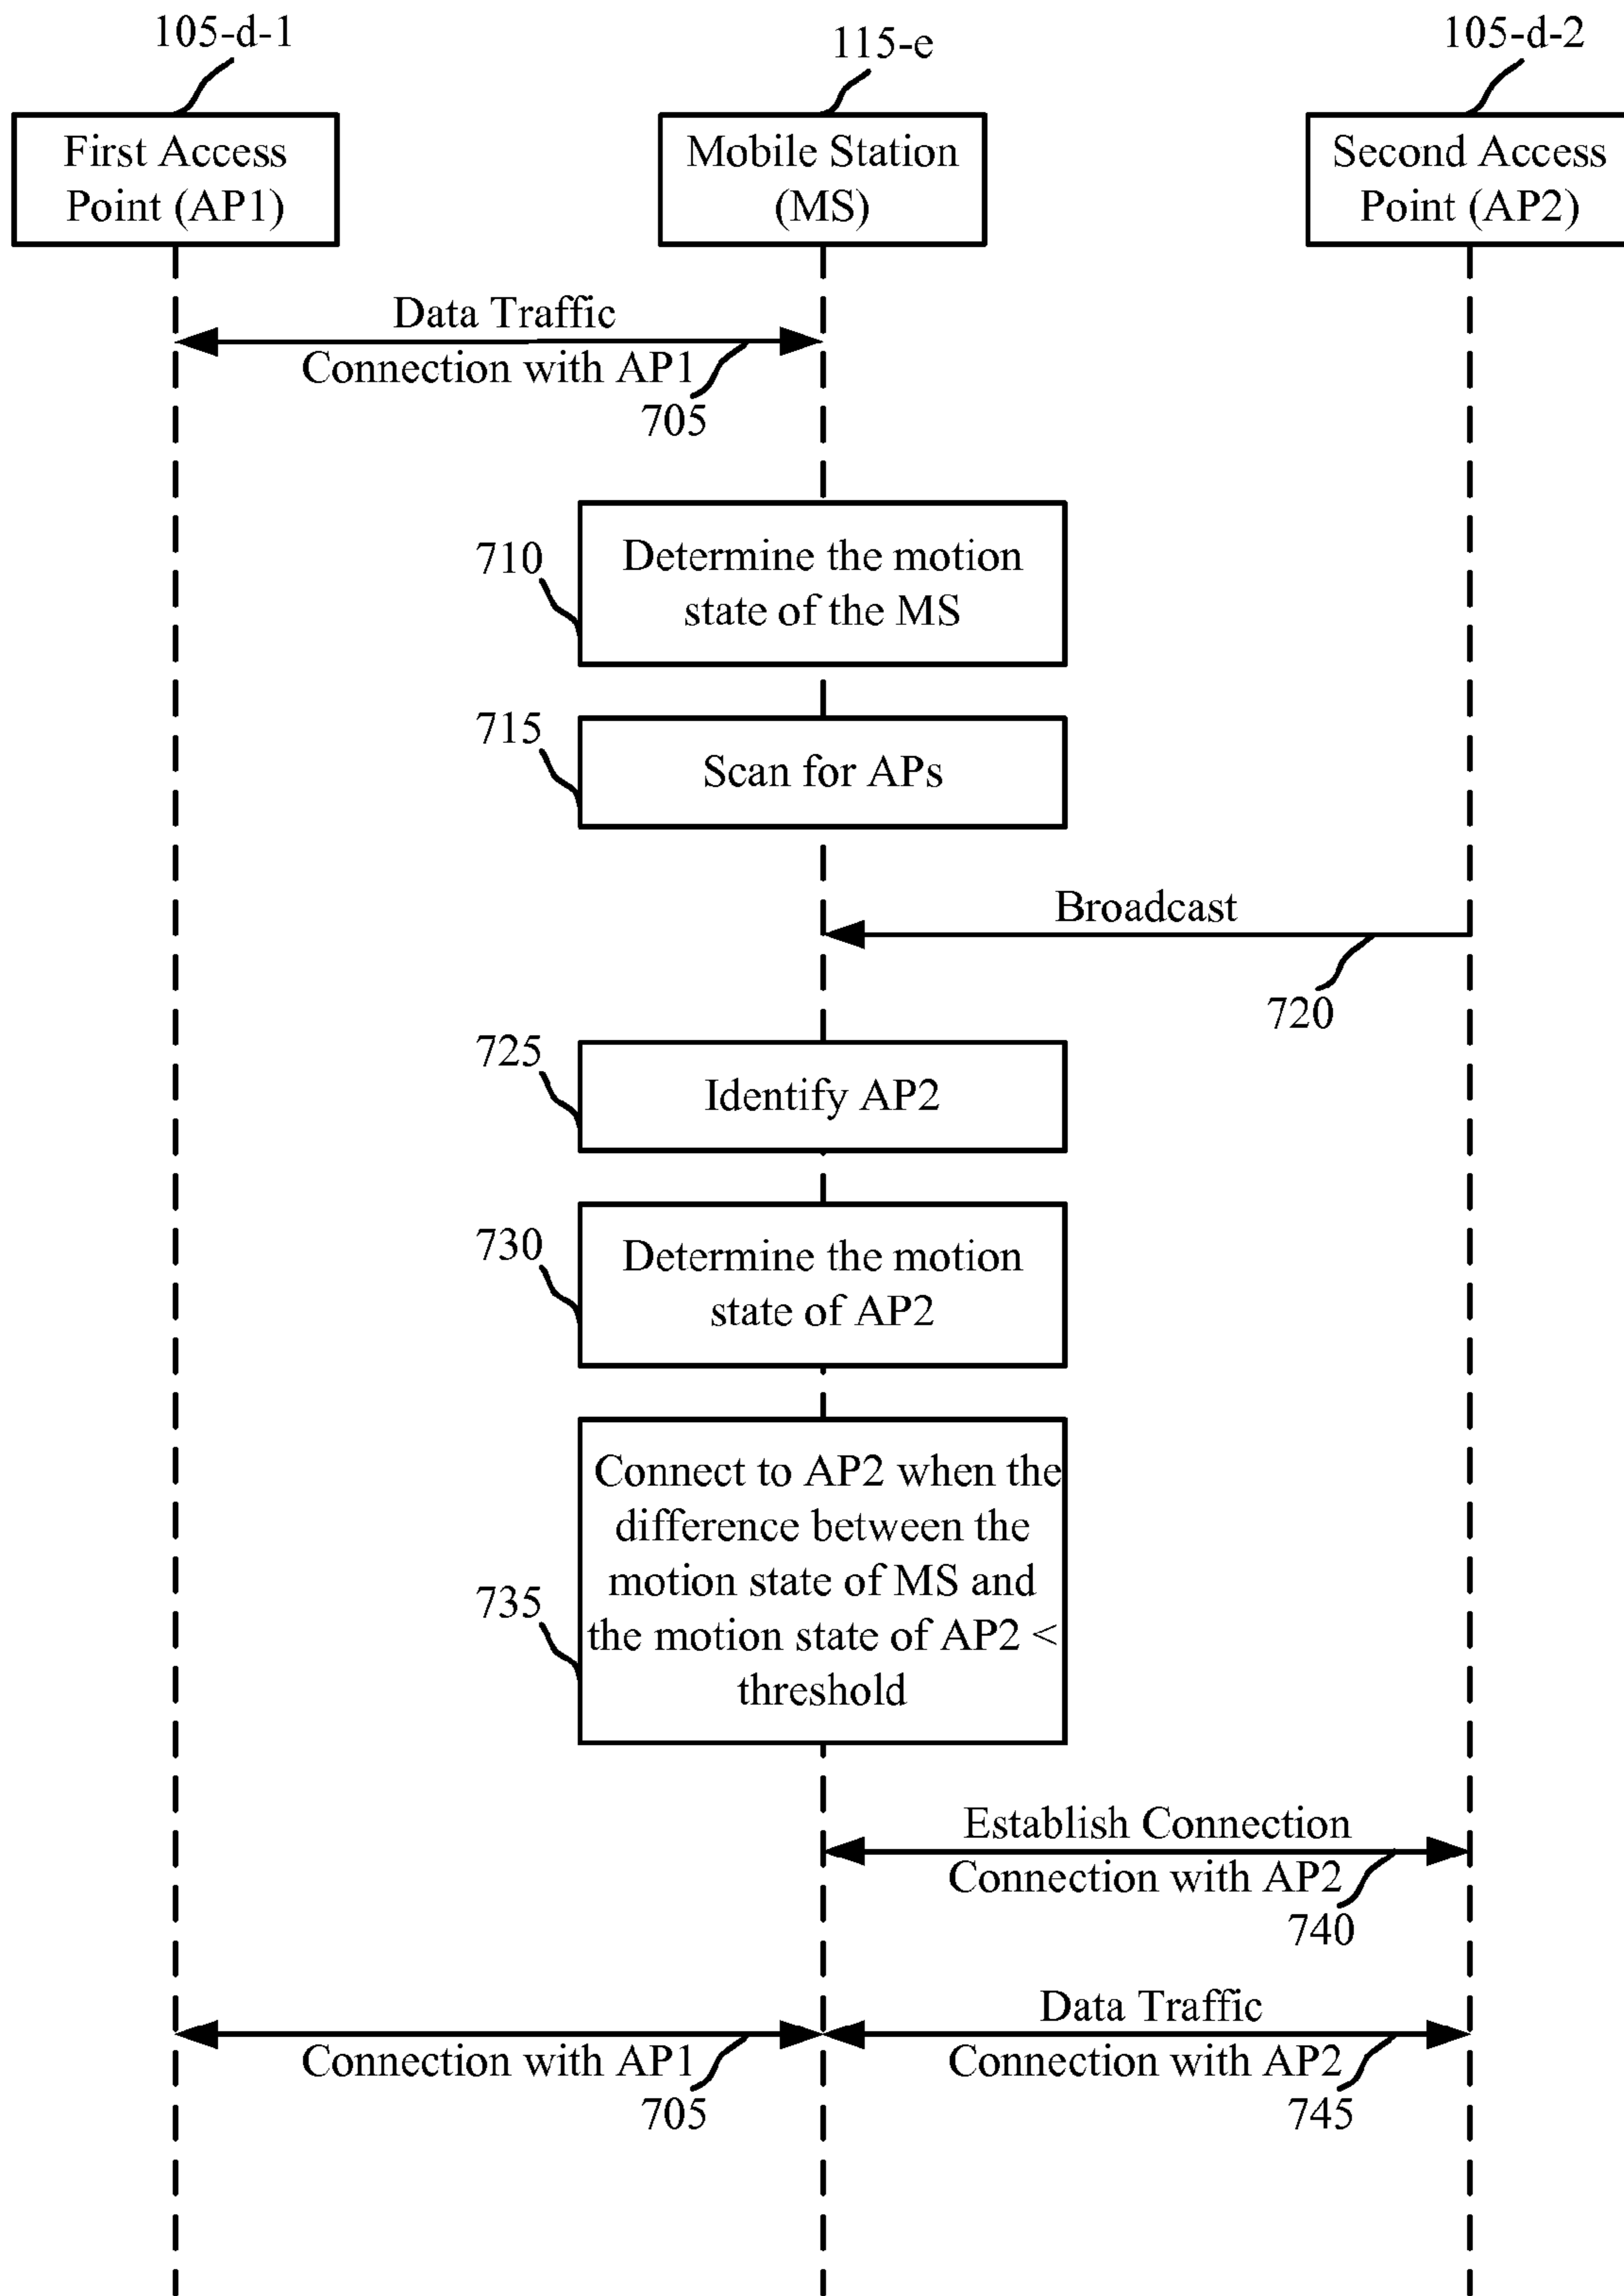 105-d-1
115-e
105-d-2
First Access
Point (AP1)
Mobile Station
(MS)
Second Access
Point (AP2)
Data Traffic
Connection with AP1
705
710
Determine the motion
state of the MS
715
Scan for APs
Broadcast
720
725
Identify AP2
730
Determine the motion
state of AP2
735
Connect to AP2 when the
difference between the
motion state of MS and
the motion state of AP2 <
threshold
Establish Connection
Connection with AP2
740
Connection with AP1
705
Data Traffic
Connection with AP2
745